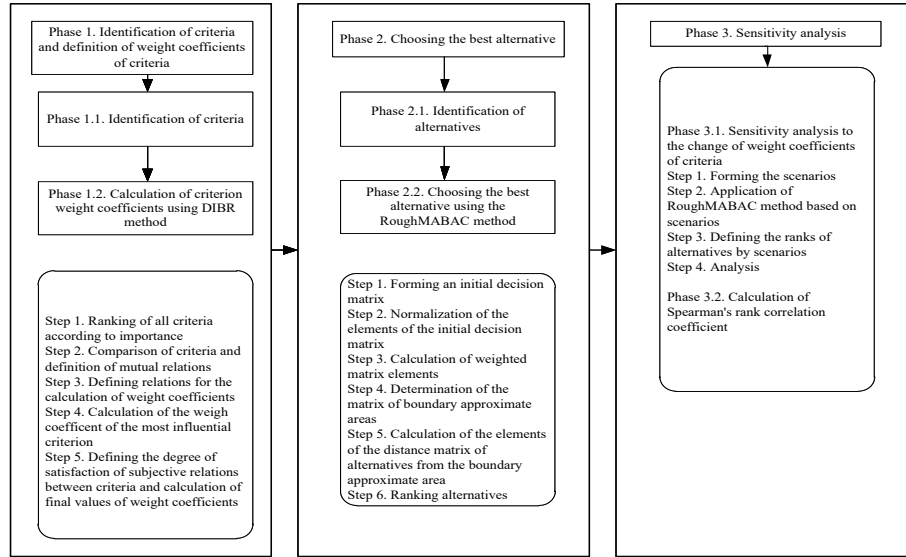 Phase 1. Identification of criteria
and definition of weight coefficients
of criteria
Phase 1.1. Identification of criteria
Phase 1.2. Calculation of criterion
weight coefficients using DIBR
method
Step 1. Ranking of all criteria
according to importance
Step 2. Comparison of criteria and
definition of mutual relations
Step 3. Defining relations for the
calculation of weight coefficients
Step 4. Calculation of the weigh
coefficent of the most influential
criterion
Step 5. Defining the degree of
satisfaction of subjective relations
between criteria and calculation of
final values of weight coefficients
Phase 2. Choosing the best alternative
Phase 2.1. Identification of
alternatives
Phase 2.2. Choosing the best
alternative using the
RoughMABAC method
Step 1. Forming an initial decision
matrix
Step 2. Normalization of the
elements of the initial decision
matrix
Step 3. Calculation of weighted
matrix elements
Step 4. Determination of the
matrix of boundary approximate
areas
Step 5. Calculation of the elements
of the distance matrix of
alternatives from the boundary
approximate area
Step 6. Ranking alternatives
Phase 3. Sensitivity analysis
Phase 3.1. Sensitivity analysis to
the change of weight coefficients
of criteria
Step 1. Forming the scenarios
Step 2. Application of
RoughMABAC method based on
scenarios
Step 3. Defining the ranks of
alternatives by scenarios
Step 4. Analysis
Phase 3.2. Calculation of
Spearman's rank correlation
coefficient